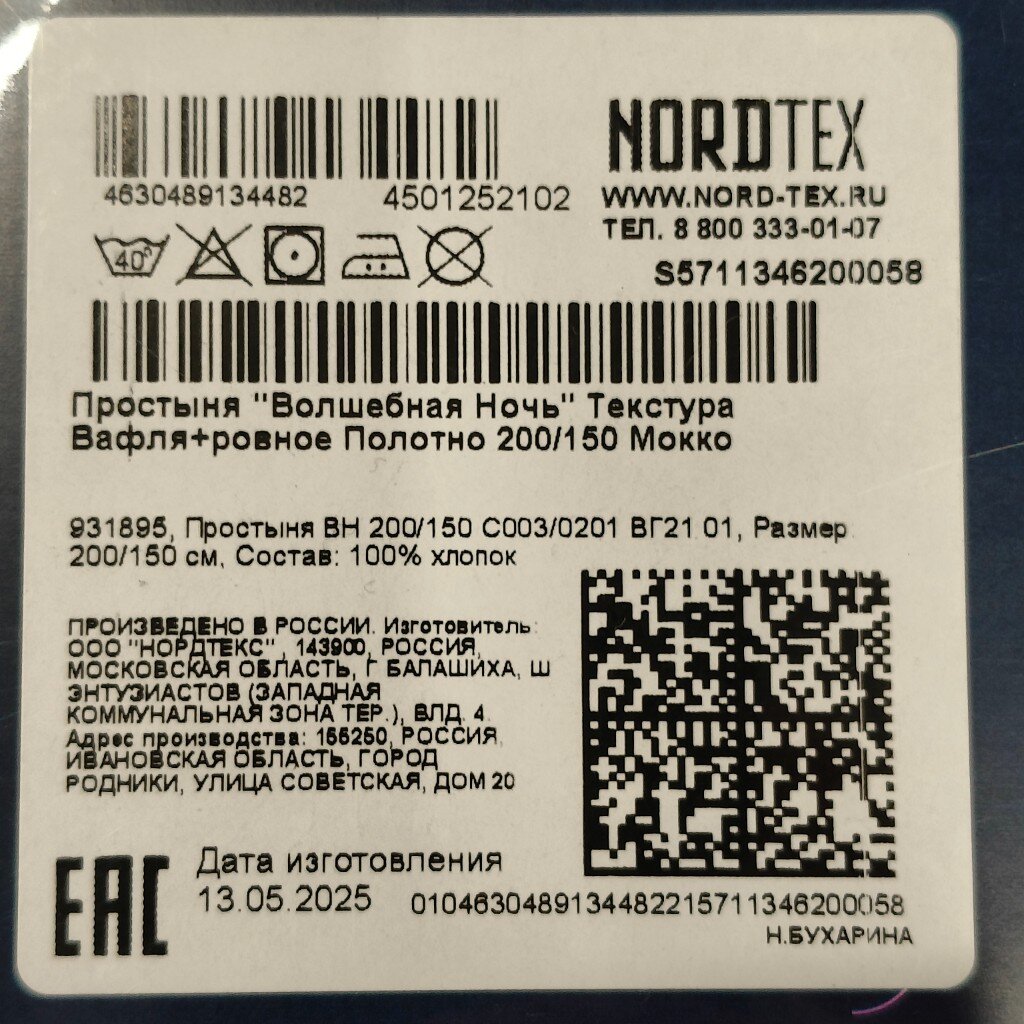 NORDTEX
4630489134482 4501252102
WWW.NORD-TEX.RU
ТЕЛ. 8 800 333-01-07
40°
S5711346200058
Простыня "Волшебная Ночь" Текстура
Вафля+ровное Полотно 200/150 Мокко
931895, Простыня ВН 200/150 С003/0201 ВГ21 01, Размер
200/150 см, Состав: 100% хлопок
ПРОИЗВЕДЕНО В РОССИИ. Изготовитель:
ООО "НОРДТЕКС" , 143900, РОССИЯ,
МОСКОВСКАЯ ОБЛАСТЬ, Г БАЛАШИХА, Ш
ЭНТУЗИАСТОВ (ЗАПАДНАЯ
КОММУНАЛЬНАЯ ЗОНА ТЕР.), ВЛД. 4.
Адрес производства: 155250, РОССИЯ,
ИВАНОВСКАЯ ОБЛАСТЬ, ГОРОД
РОДНИКИ, УЛИЦА СОВЕТСКАЯ, ДОМ 20
EAC
Дата изготовления
13.05.2025
0104630489134482215711346200058
Н.БУХАРИНА